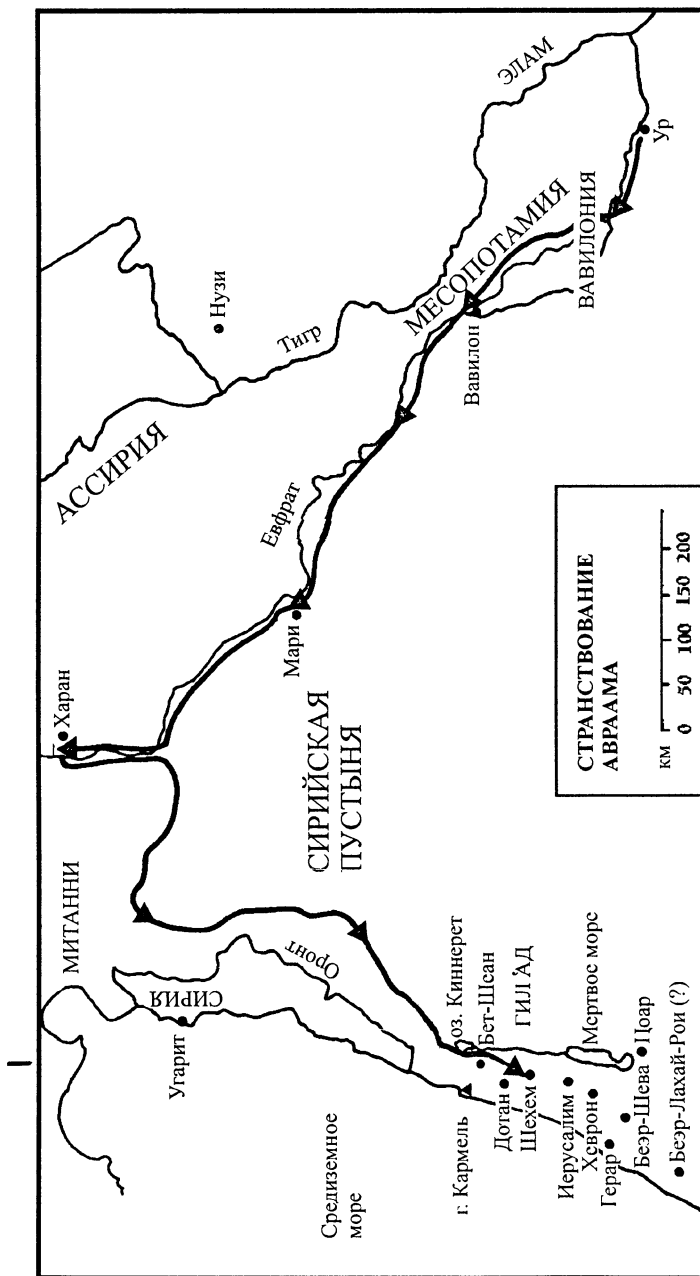 Харан
МИТАННИ
АССИРИЯ
Нузи
Тигр
ЭЛАМ
СИРИЯ
Угарит
Оронт
Евфрат
Мари
СИРИЙСКАЯ
ПУСТЫНЯ
МЕСОПОТАМИЯ
Вавилон
ВАВИЛОНИЯ
Ур
Средиземное
море
г. Кармель
оз. Киннерет
Бет-Шеан
Дотан
ГИЛ'АД
Шехем
Иерусалим
Мертвое морс
Хеврон
Герар
Беэр-Шева
Цоар
Беэр-Лахай-Рои (?)
СТРАНСТВОВАНИЕ
АВРААМА
км 0 50 100 150 200